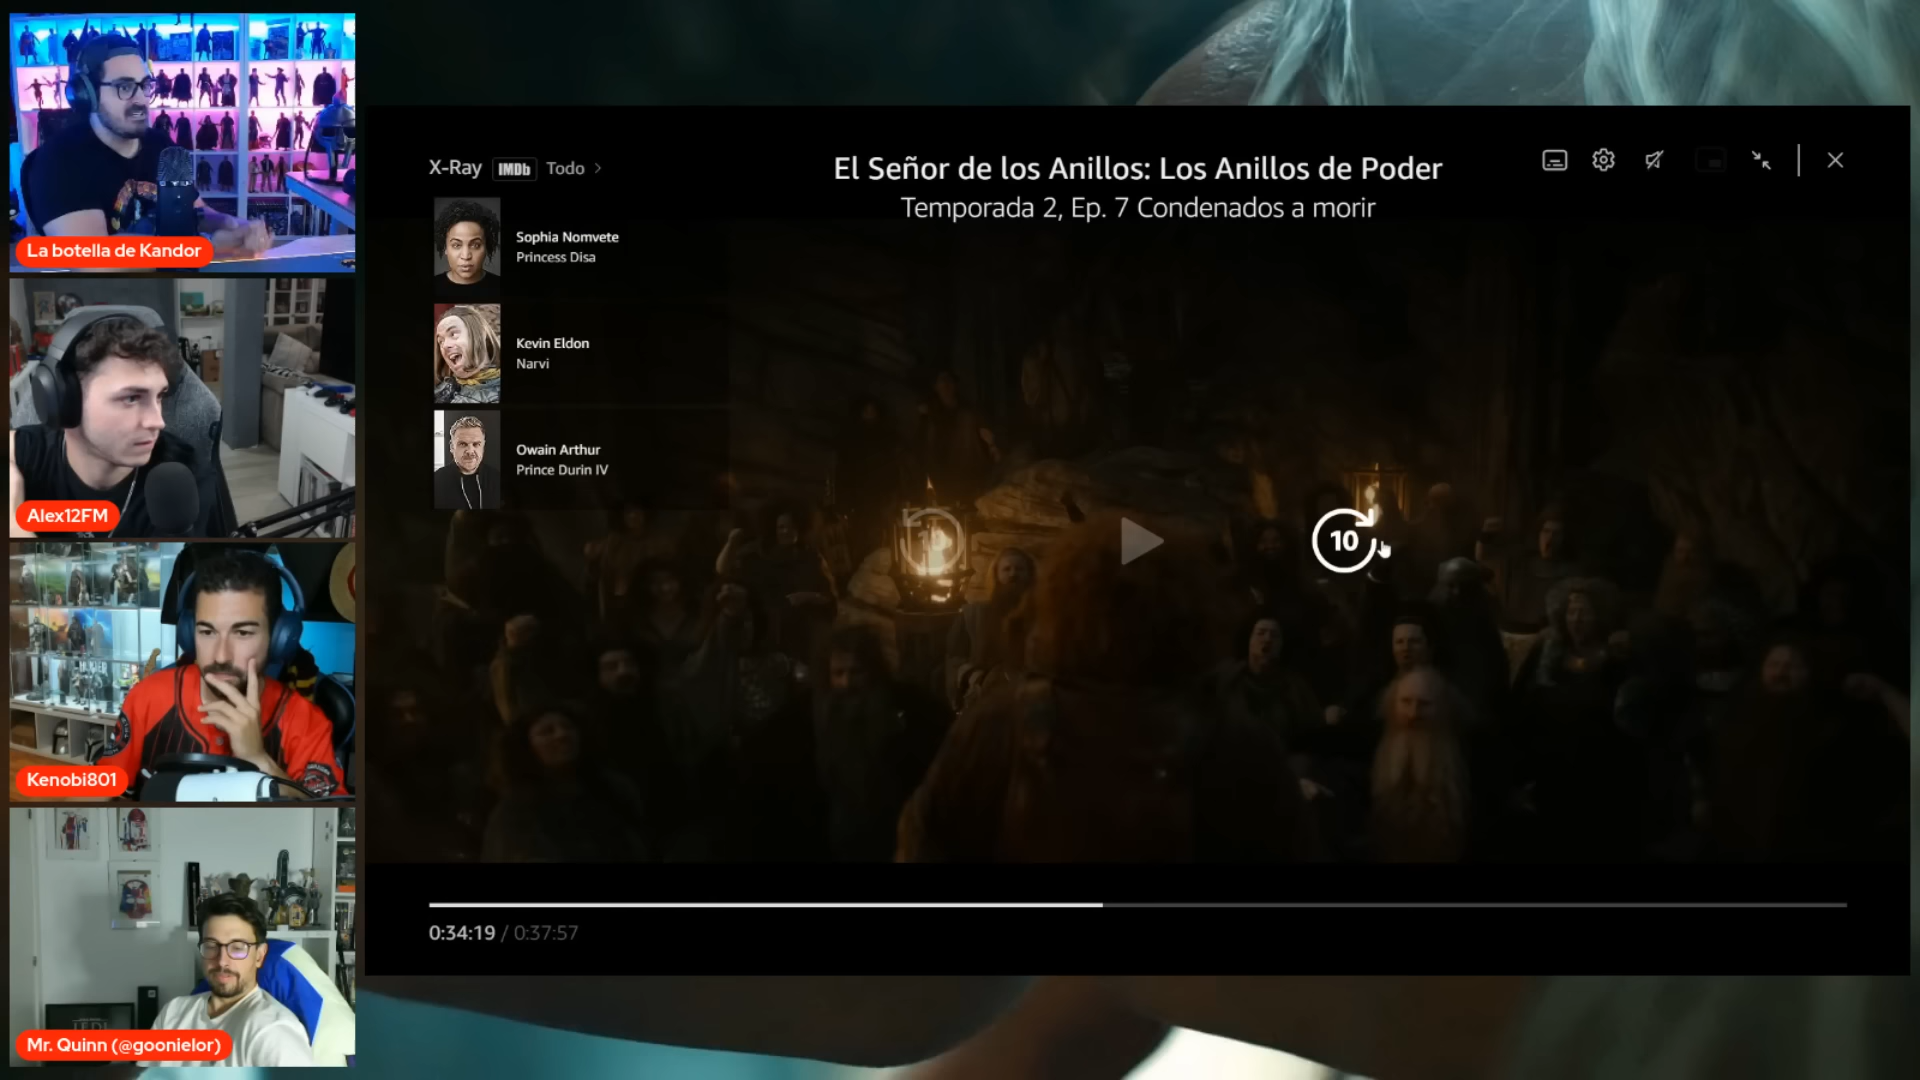 La botella de Kandor
Alex12FM
Kenobi801
Mr. Quinn (@goonielor)
X-Ray IMDb Todo
El Señor de los Anillos: Los Anillos de Poder
Temporada 2, Ep. 7 Condenados a morir
Sophia Nomvete
Princess Disa
Kevin Eldon
Narvi
Owain Arthur
Prince Durin IV
10
10
0:34:19 / 0:37:57